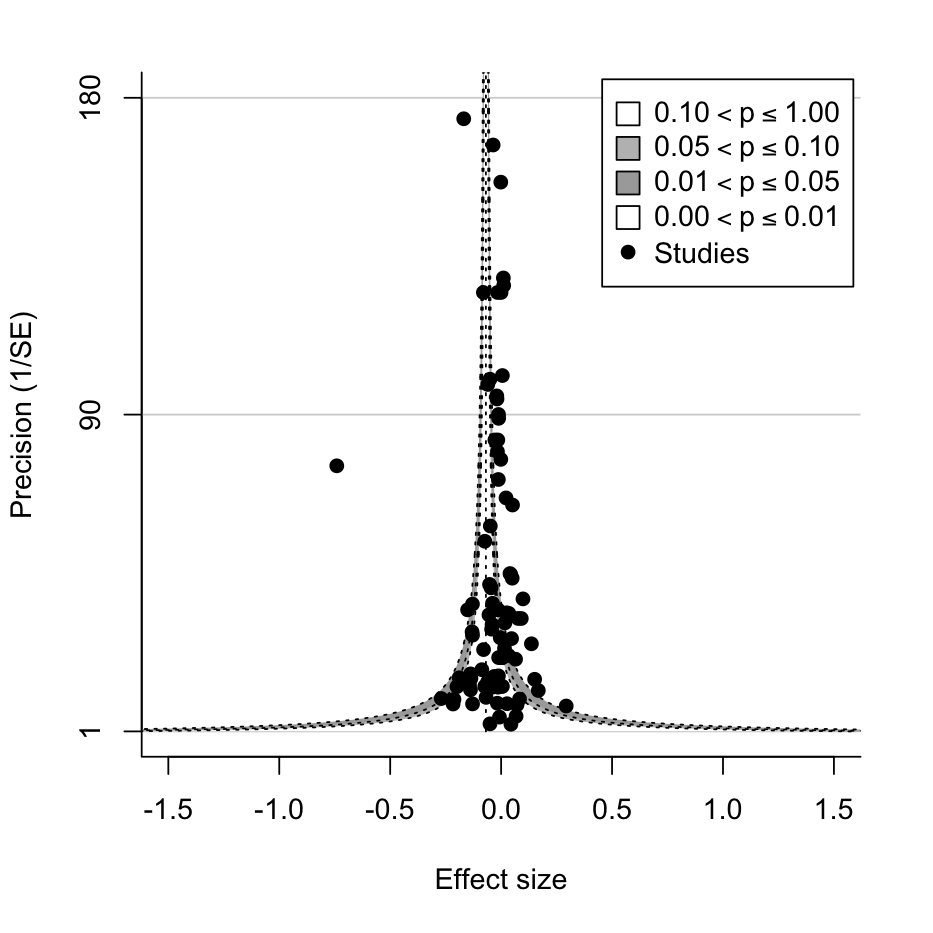 180
90
1
Precision (1/SE)
0.10 < p ≤ 1.00
0.05 < p ≤ 0.10
0.01 < p ≤ 0.05
0.00 < p ≤ 0.01
Studies
-1.5 -1.0 -0.5 0.0 0.5 1.0 1.5
Effect size